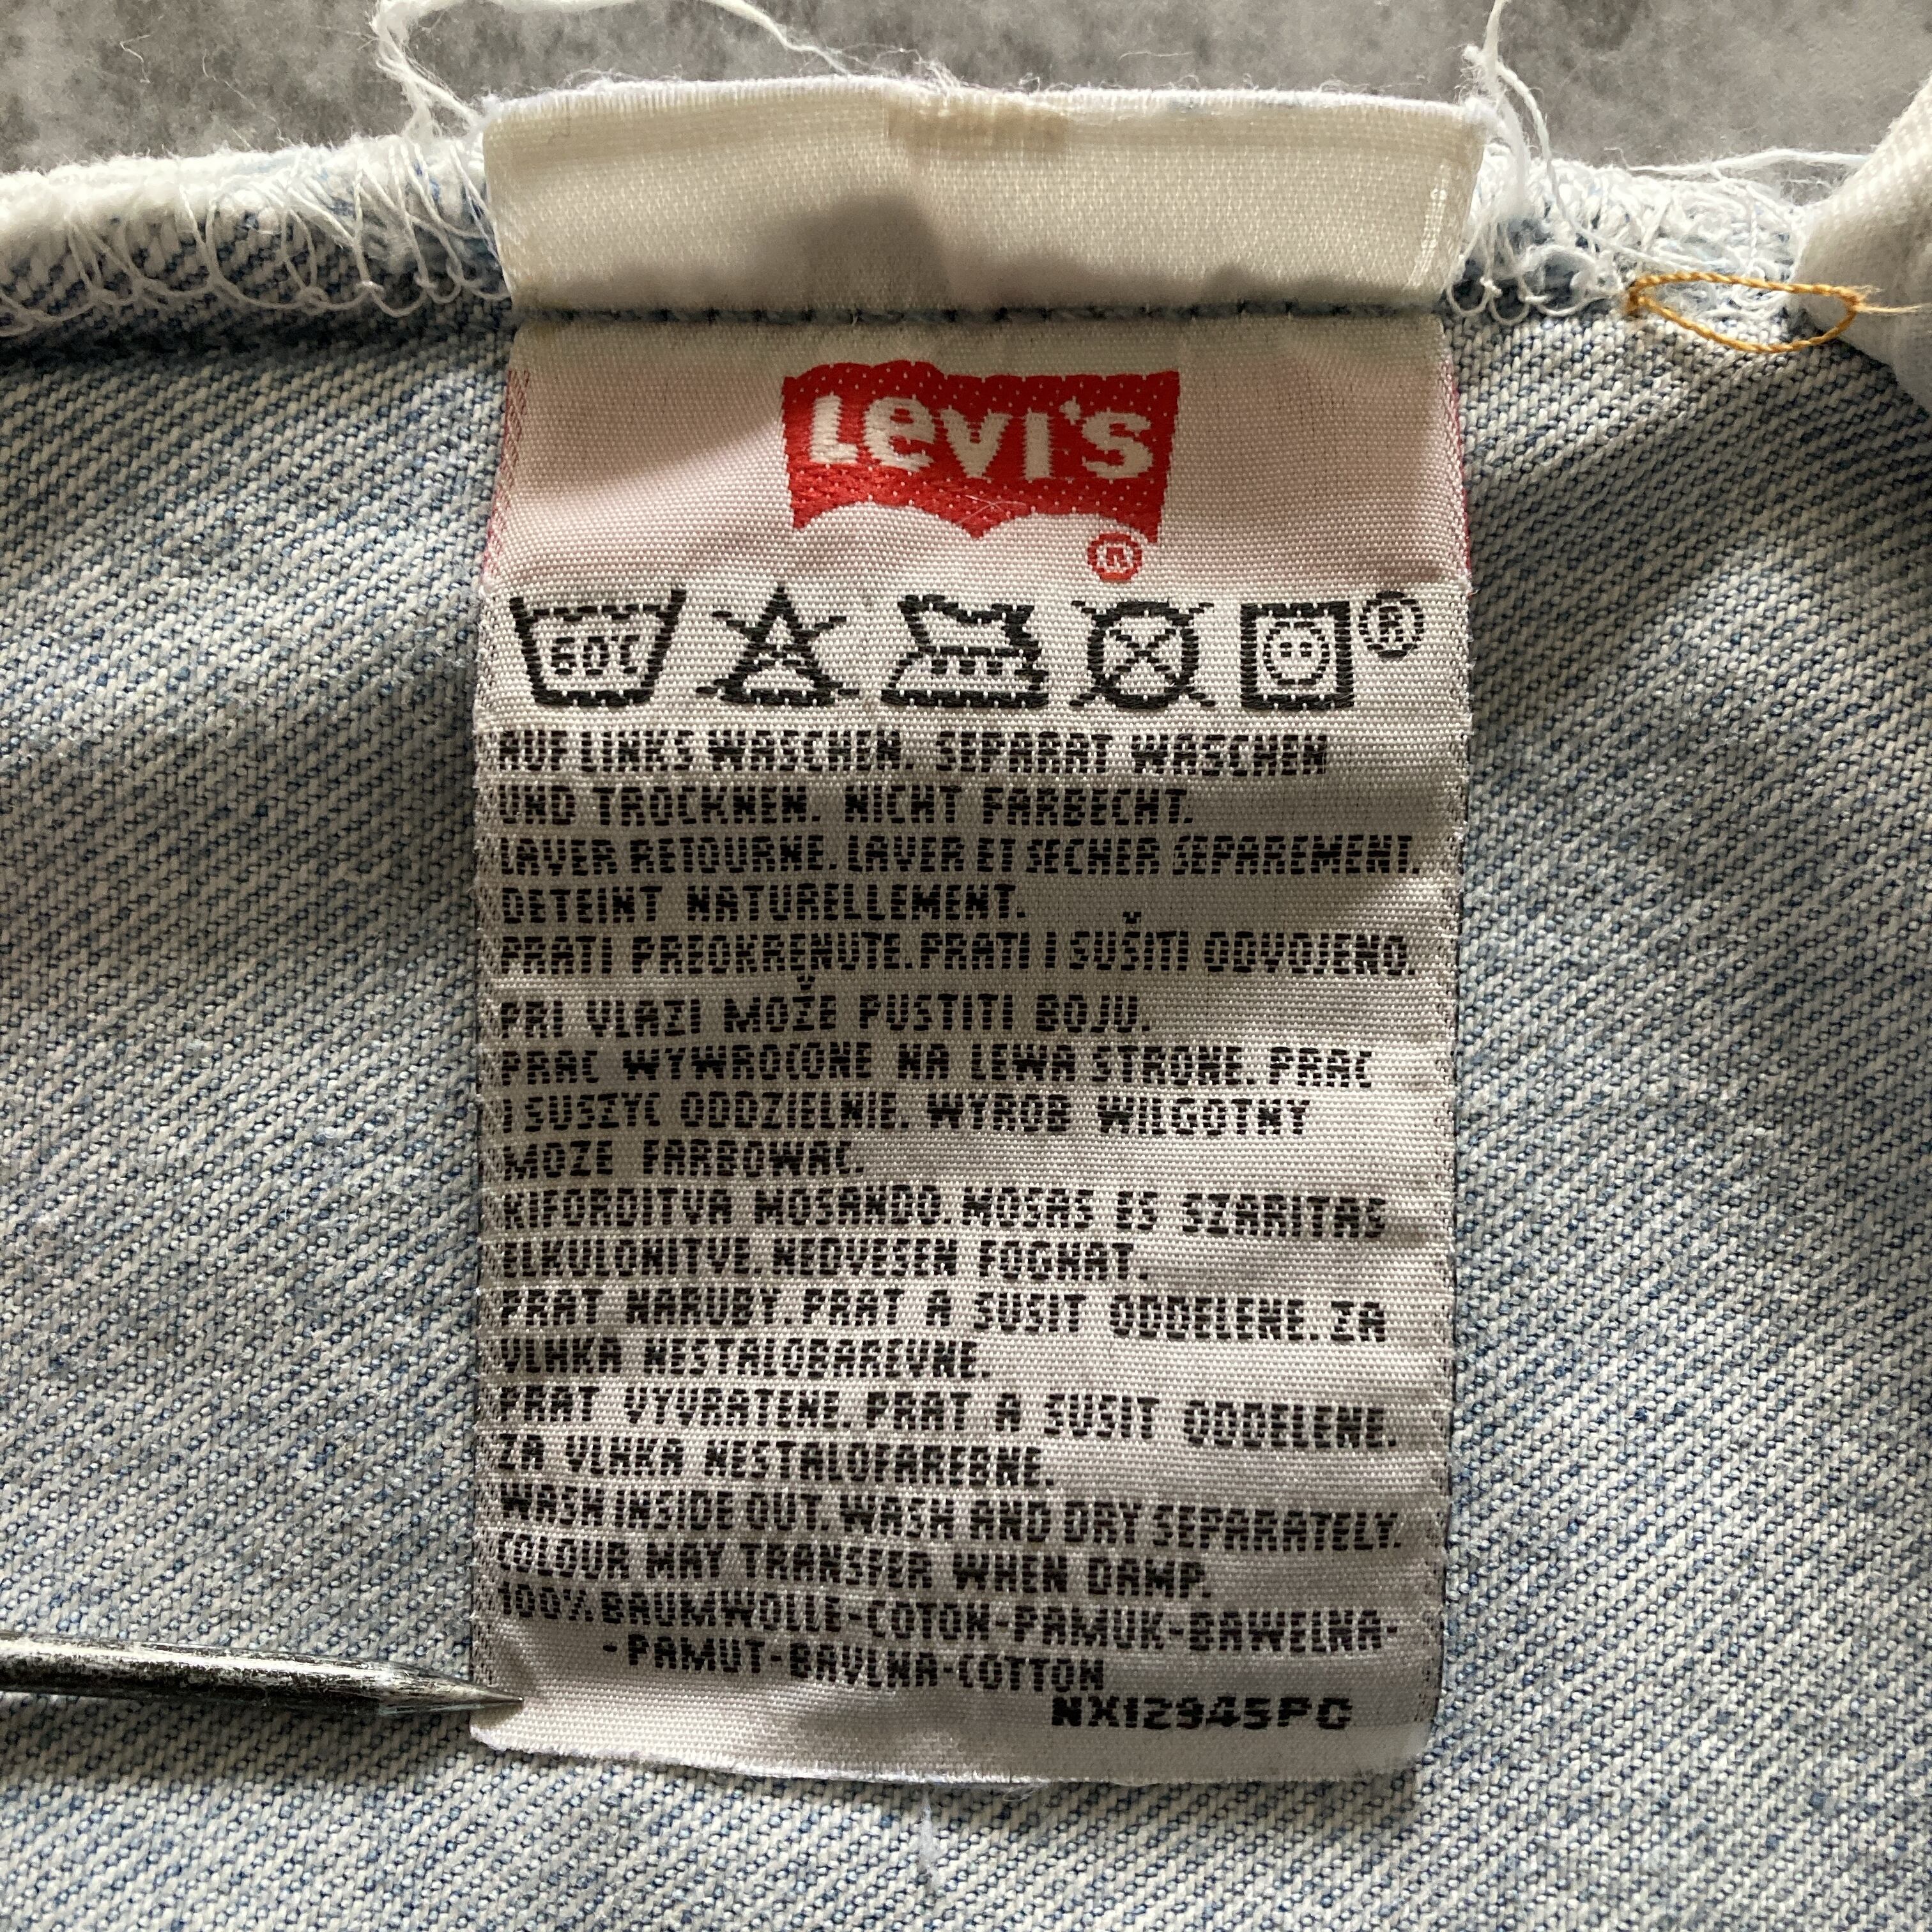 Levi's
®
60C
®
AUF LINKS WASCHEN. SEPARAT WASCHEN
UND TROCKNEN. NICHT FARBECHT.
LAVER RETOURNE. LAVER ET SECHER SEPAREMENT.
DETEINT NATURELLEMENT.
PRATI PREOKRENUTE. PRATI I SUŠITI ODVOJENO.
PRI VLAZI MOŽE PUSTITI BOJU.
PRAC WYWROCONE NA LEWA STRONE. PRAC
I SUSZYC ODDZIELNIE. WYROB WILGOTNY
MOZE FARBOWAC.
KIFORDITVA MOSANDO. MOSAS ES SZARITAS
ELKULONITVE. NEDVESEN FOGHAT.
PRAT NARUBY PRAT A SUSIT ODDELENE. ZA
VLHKA NESTALOBAREVNE.
PRAT VYVRATENE. PRAT A SUSIT ODDELENE.
ZA VLHKA NESTALOFAREBNE.
WASH INSIDE OUT. WASH AND DRY SEPARATELY.
COLOUR MAY TRANSFER WHEN DAMP.
100% BAUMWOLLE-COTON-PAMUK-BAWELNA-
-PAMUT-BAVLNA-COTTON
NX12945PC